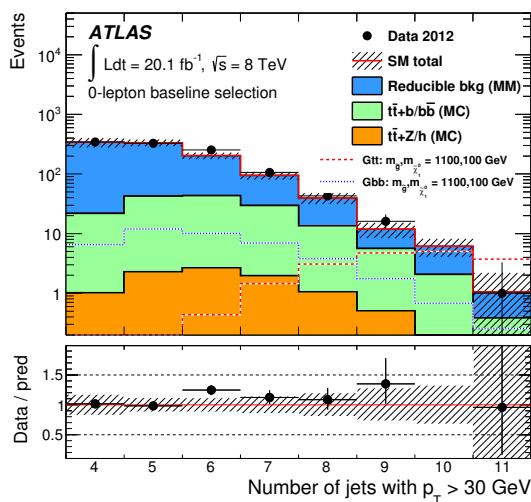 Events
ATLAS
∫ Ldt = 20.1 fb⁻¹, √s = 8 TeV
0-lepton baseline selection
Data 2012
SM total
Reducible bkg (MM)
tt̄+b/bb̄ (MC)
tt̄+Z/h (MC)
Gtt: m_g̃,m_χ̃₁⁰ = 1100,100 GeV
Gbb: m_g̃,m_χ̃₁⁰ = 1100,100 GeV
10⁴
10³
10²
10
1
Data / pred
1.5
1
0.5
4 5 6 7 8 9 10 11
Number of jets with p_T > 30 GeV